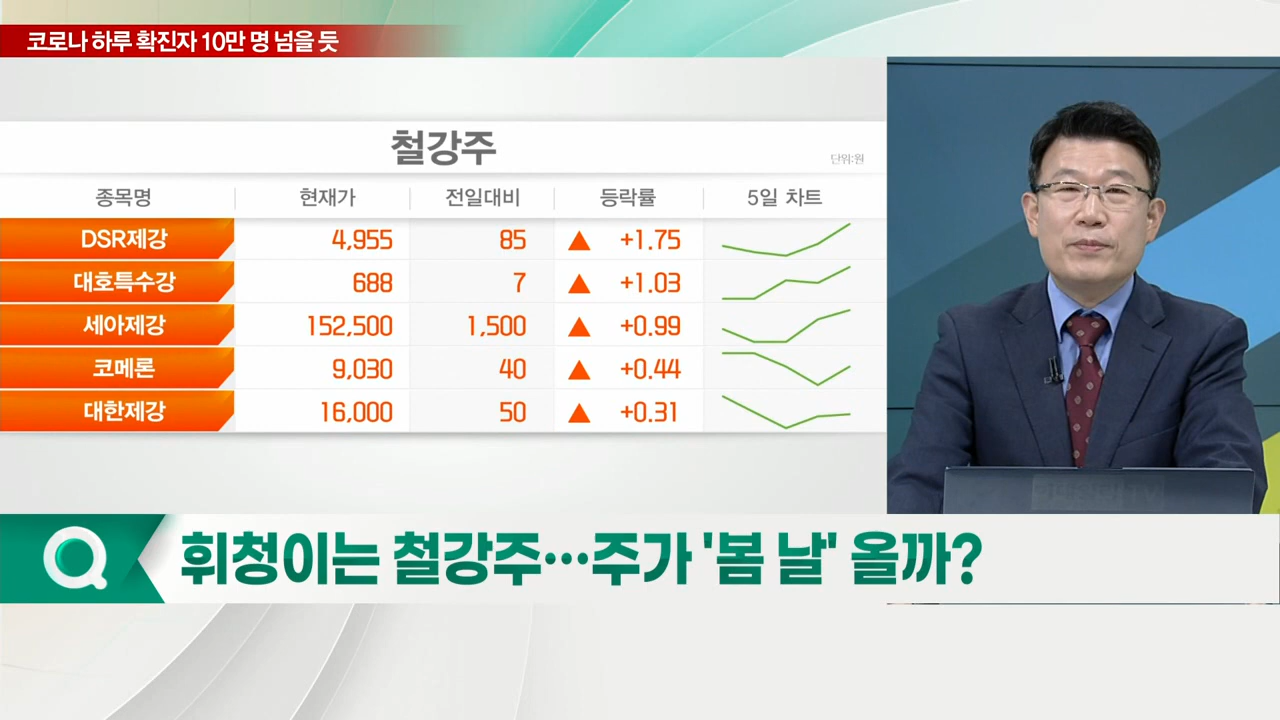 코로나 하루 확진자 10만 명 넘을 듯
철강주
단위:원
종목명 현재가 전일대비 등락률 5일 차트
DSR제강 4,955 85 ▲ +1.75
대호특수강 688 7 ▲ +1.03
세아제강 152,500 1,500 ▲ +0.99
코메론 9,030 40 ▲ +0.44
대한제강 16,000 50 ▲ +0.31
휘청이는 철강주…주가 '봄 날' 올까?